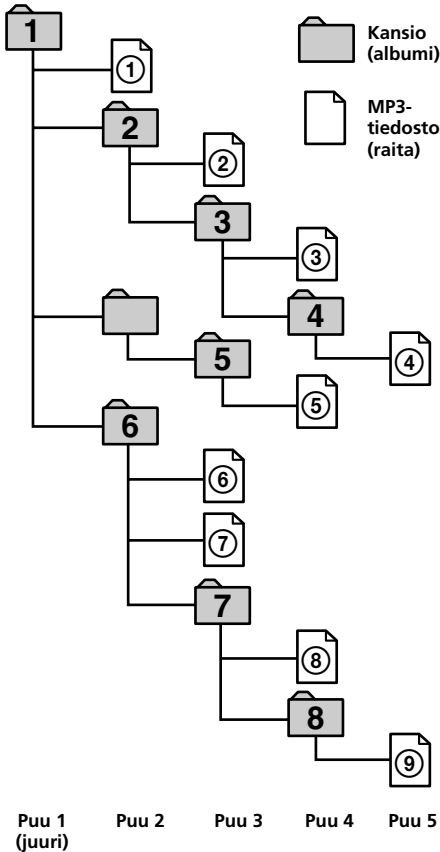 1
Kansio
(albumi)
①
MP3-
tiedosto
(raita)
2
②
3
③
4
④
5
⑤
6
⑥
⑦
7
⑧
8
⑨
Puu 1
(juuri)
Puu 2
Puu 3
Puu 4
Puu 5